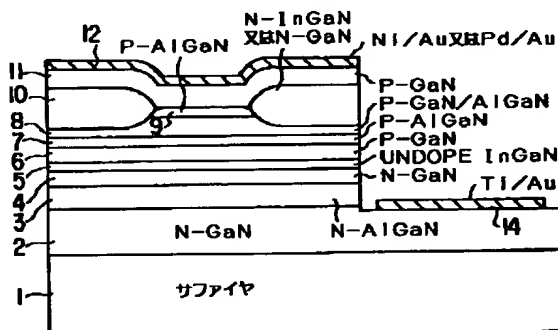 12
P-AlGaN
N-InGaN
又はN-GaN
Ni/Au又はPd/Au
11
10
9
8
7
6
5
4
3
2
1
P-GaN
P-GaN/AlGaN
P-AlGaN
P-GaN
UNDOPE InGaN
N-GaN
Ti/Au
14
N-AlGaN
N-GaN
サファイヤ